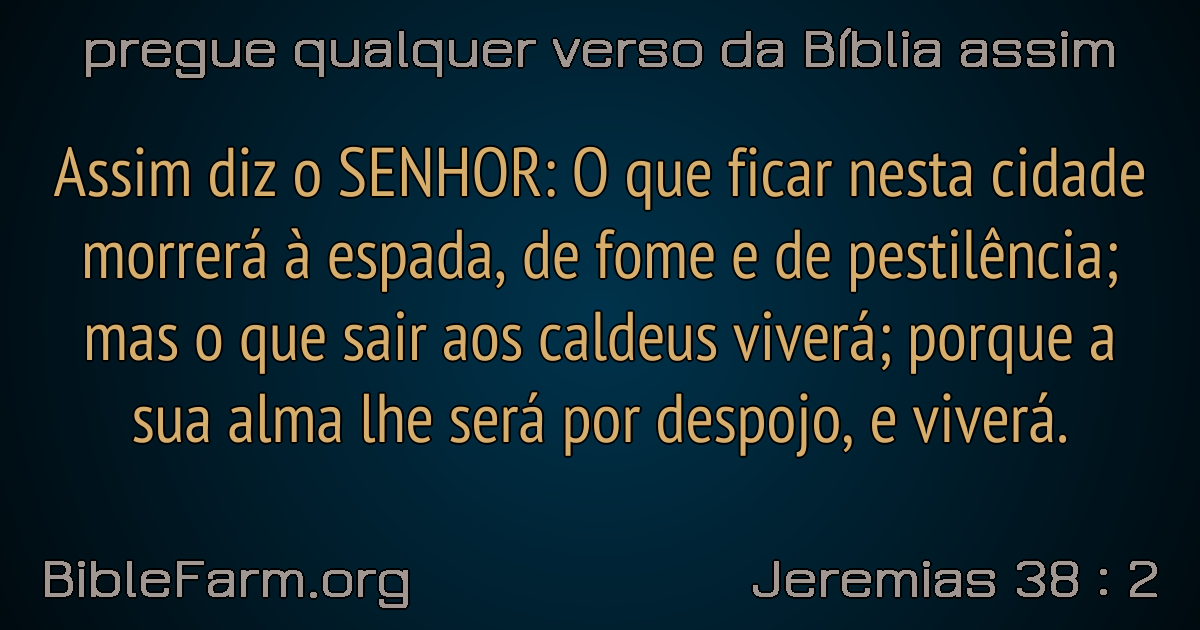 pregue qualquer verso da Bíblia assim
Assim diz o SENHOR: O que ficar nesta cidade
morrerá à espada, de fome e de pestilência;
mas o que sair aos caldeus viverá; porque a
sua alma lhe será por despojo, e viverá.
BibleFarm.org
Jeremias 38 : 2